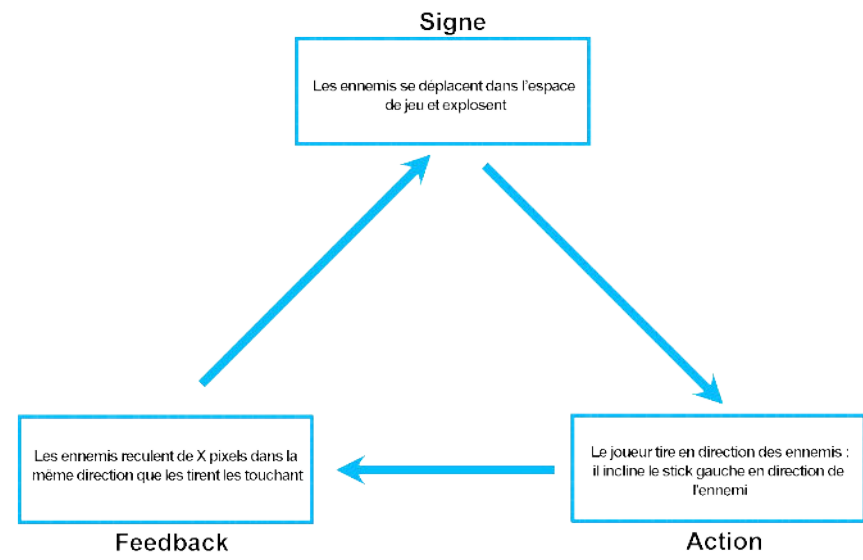 Signe
Les ennemis se déplacent dans l'espace
de jeu et explosent
Les ennemis reculent de X pixels dans la
même direction que les tirent les touchant
Feedback
Le joueur tire en direction des ennemis :
il incline le stick gauche en direction de
l'ennemi
Action